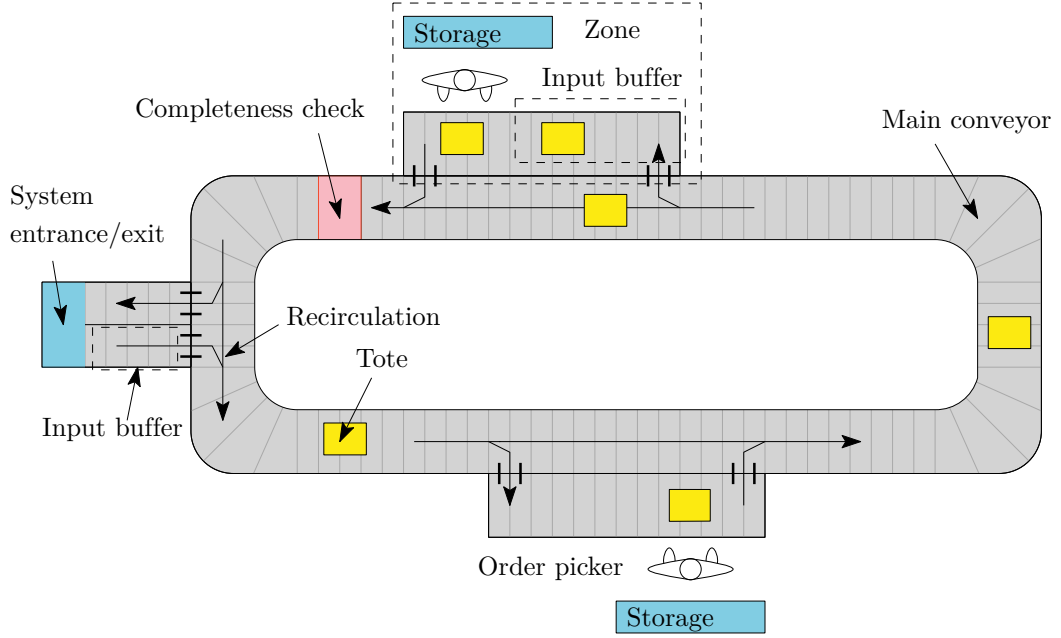 Storage
Zone
Input buffer
Completeness check
Main conveyor
System
entrance/exit
Recirculation
Tote
Input buffer
Order picker
Storage